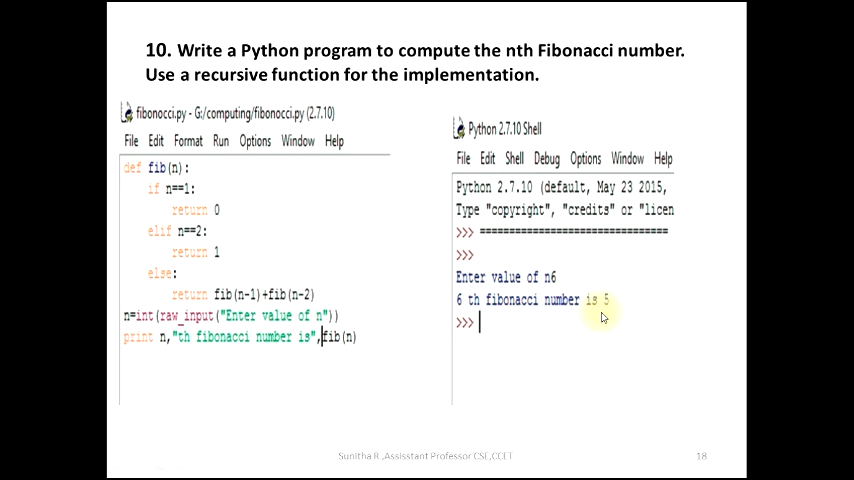 10. Write a Python program to compute the nth Fibonacci number.
Use a recursive function for the implementation.
fibonocci.py - G:/computing/fibonocci.py (2.7.10)
File Edit Format Run Options Window Help
def fib(n):
if n==1:
return 0
elif n==2:
return 1
else:
return fib(n-1)+fib(n-2)
n=int(raw_input("Enter value of n"))
print n,"th fibonacci number is",fib(n)
Python 2.7.10 Shell
File Edit Shell Debug Options Window Help
Python 2.7.10 (default, May 23 2015,
Type "copyright", "credits" or "licen
>>> ================================
>>>
Enter value of n6
6 th fibonacci number is 5
>>>
Sunitha R ,Assisstant Professor CSE,CCET
18